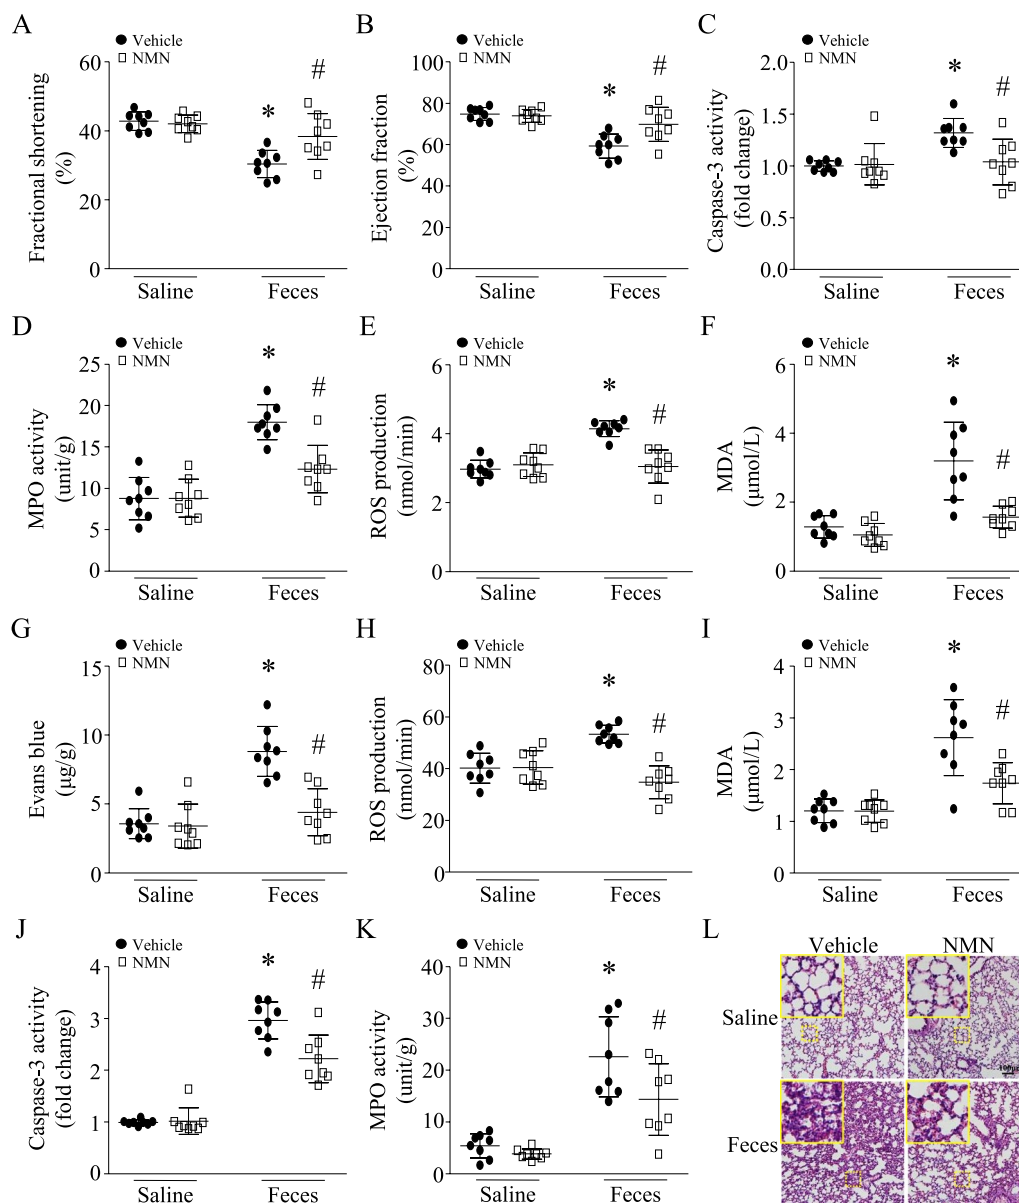 A
● Vehicle
□ NMN
Fractional shortening
(%)
60
40
20
0
*
#
Saline
Feces
B
● Vehicle
□ NMN
Ejection fraction
(%)
100
80
60
40
20
0
*
#
Saline
Feces
C
● Vehicle
□ NMN
Caspase-3 activity
(fold change)
2.0
1.5
1.0
0.5
0.0
*
#
Saline
Feces
D
● Vehicle
□ NMN
MPO activity
(unit/g)
25
20
15
10
5
0
*
#
Saline
Feces
E
● Vehicle
□ NMN
ROS production
(nmol/min)
6
4
2
0
*
#
Saline
Feces
F
● Vehicle
□ NMN
MDA
(μmol/L)
6
4
2
0
*
#
Saline
Feces
G
● Vehicle
□ NMN
Evans blue
(μg/g)
15
10
5
0
*
#
Saline
Feces
H
● Vehicle
□ NMN
ROS production
(nmol/min)
80
60
40
20
0
*
#
Saline
Feces
I
● Vehicle
□ NMN
MDA
(μmol/L)
4
3
2
1
0
*
#
Saline
Feces
J
● Vehicle
□ NMN
Caspase-3 activity
(fold change)
4
3
2
1
0
*
#
Saline
Feces
K
● Vehicle
□ NMN
MPO activity
(unit/g)
40
30
20
10
0
*
#
Saline
Feces
L
Vehicle
NMN
Saline
Feces